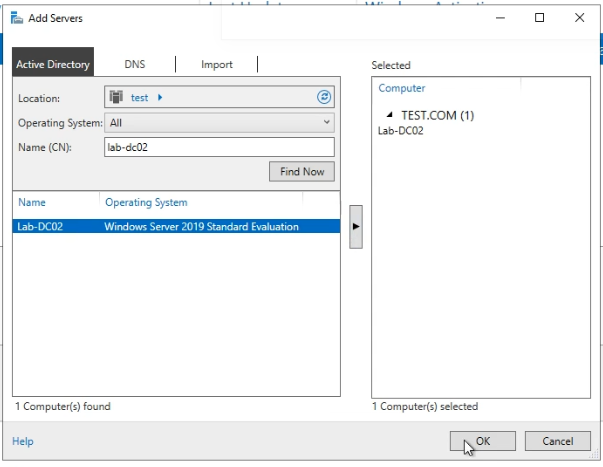 Add Servers
Active Directory
DNS
Import
Location:
test
Operating System:
All
Name (CN):
lab-dc02
Find Now
Name
Operating System
Lab-DC02
Windows Server 2019 Standard Evaluation
1 Computer(s) found
Selected
Computer
TEST.COM (1)
Lab-DC02
1 Computer(s) selected
Help
OK
Cancel